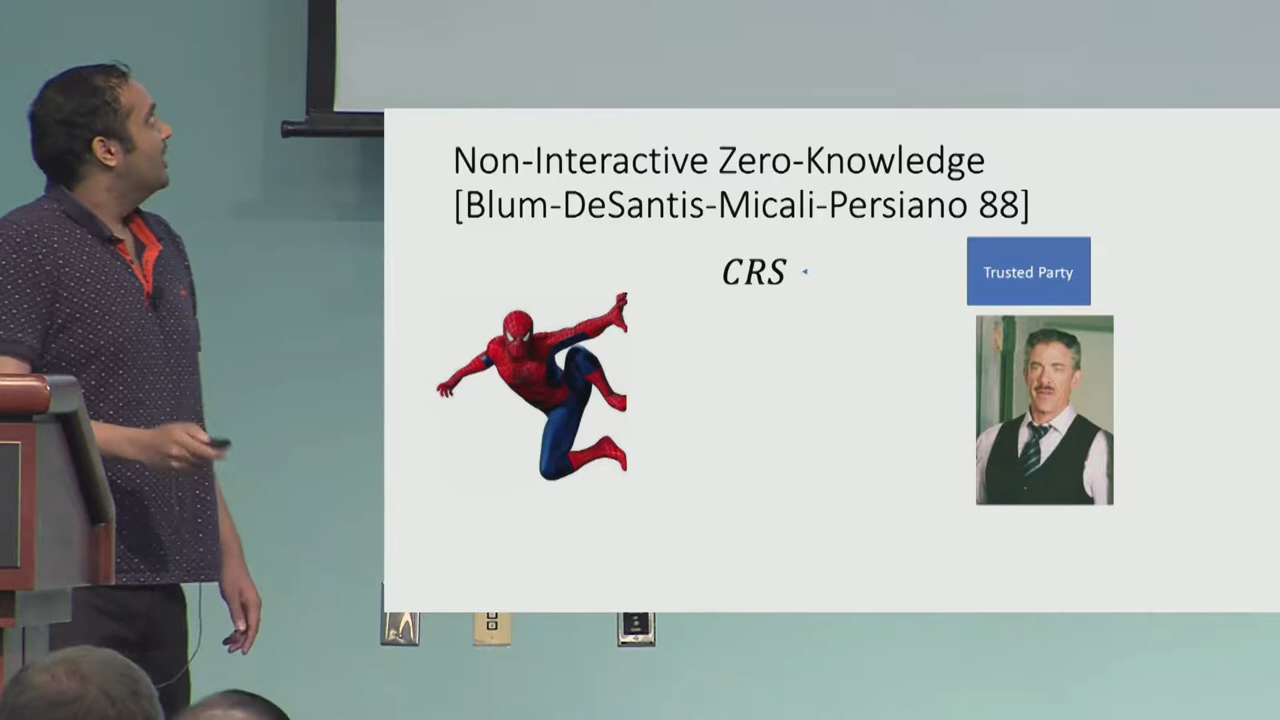 Non-Interactive Zero-Knowledge
[Blum-DeSantis-Micali-Persiano 88]
CRS
Trusted Party